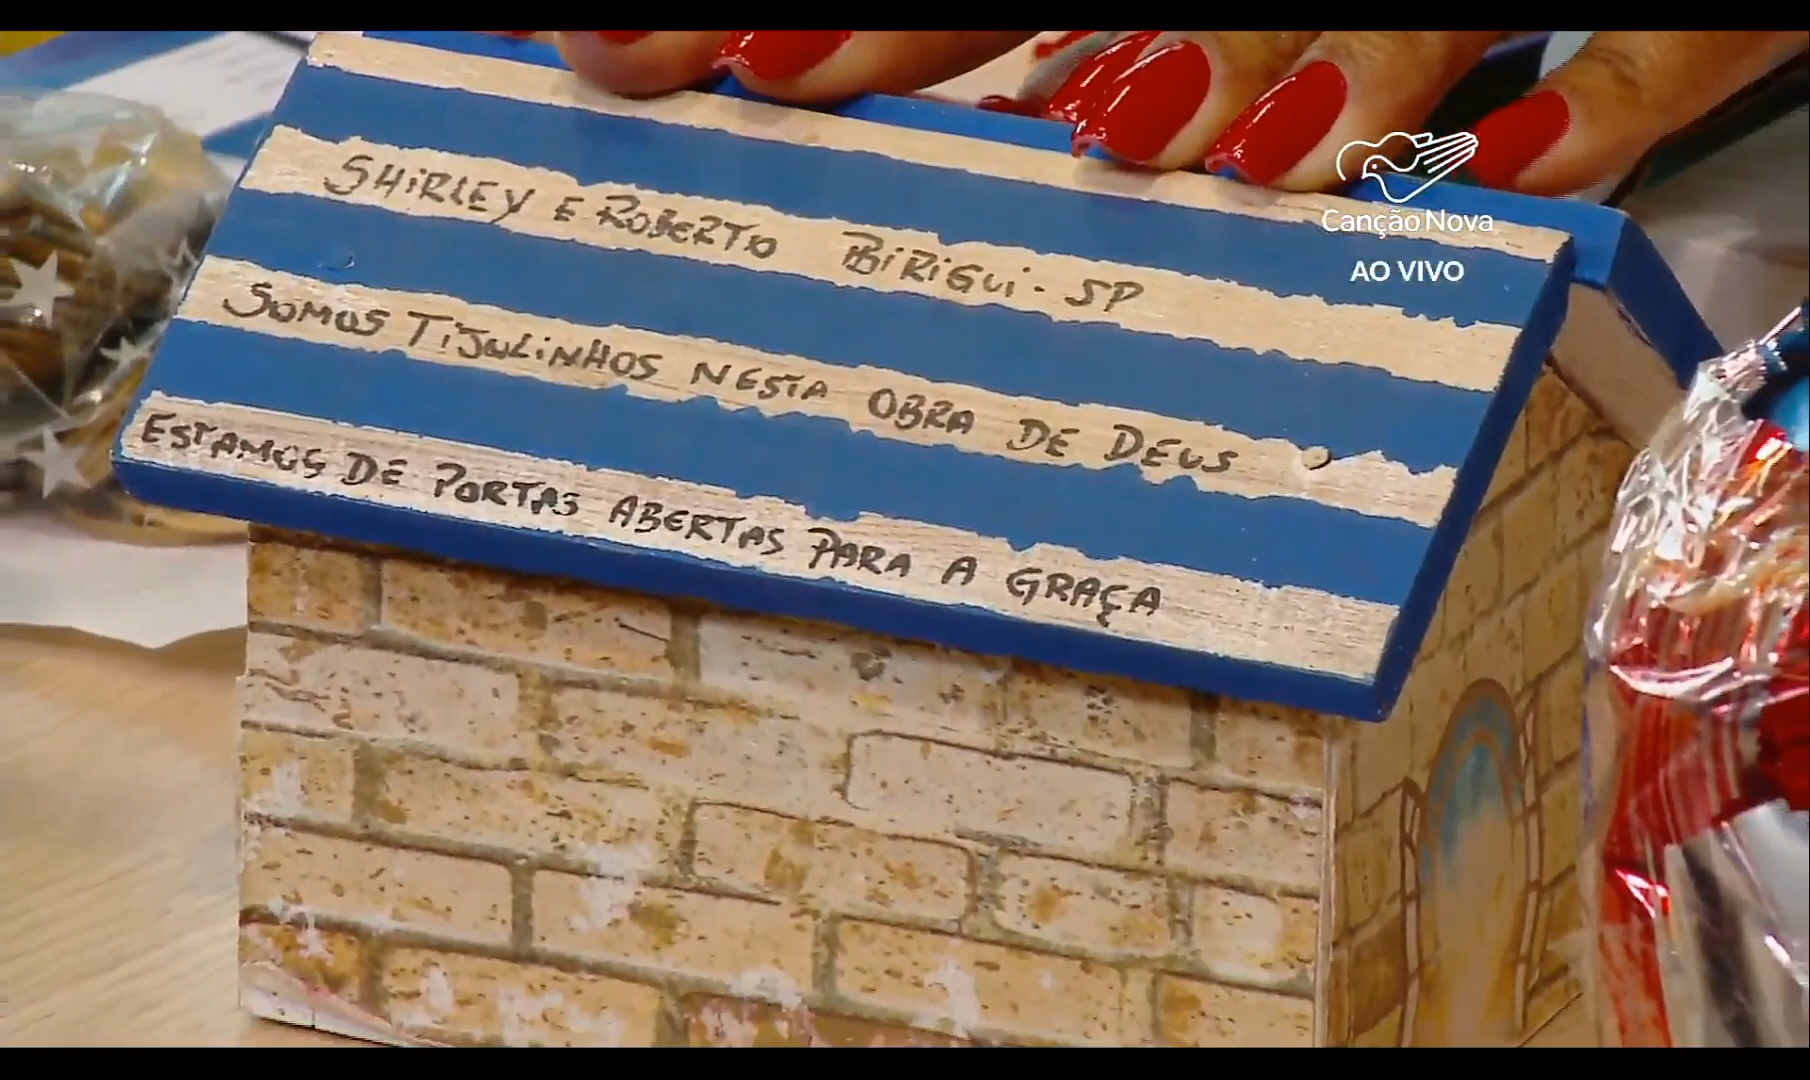 SHIRLEY E ROBERTO BIRIGUI - SP
SOMOS TIJOLINHOS NESTA OBRA DE DEUS
ESTAMOS DE PORTAS ABERTAS PARA A GRAÇA
Canção Nova
AO VIVO